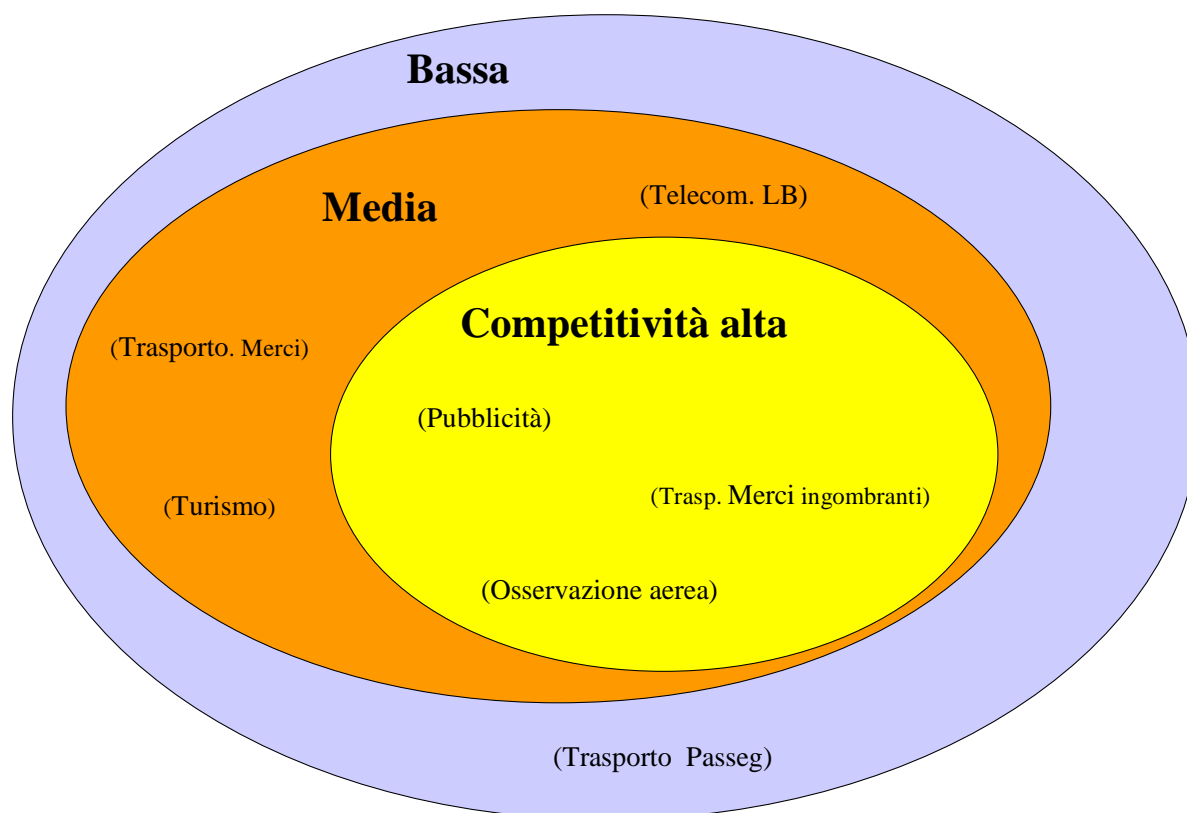 Bassa
Media
(Telecom. LB)
Competitività alta
(Trasporto. Merci)
(Pubblicità)
(Trasp. Merci ingombranti)
(Turismo)
(Osservazione aerea)
(Trasporto Passeg)